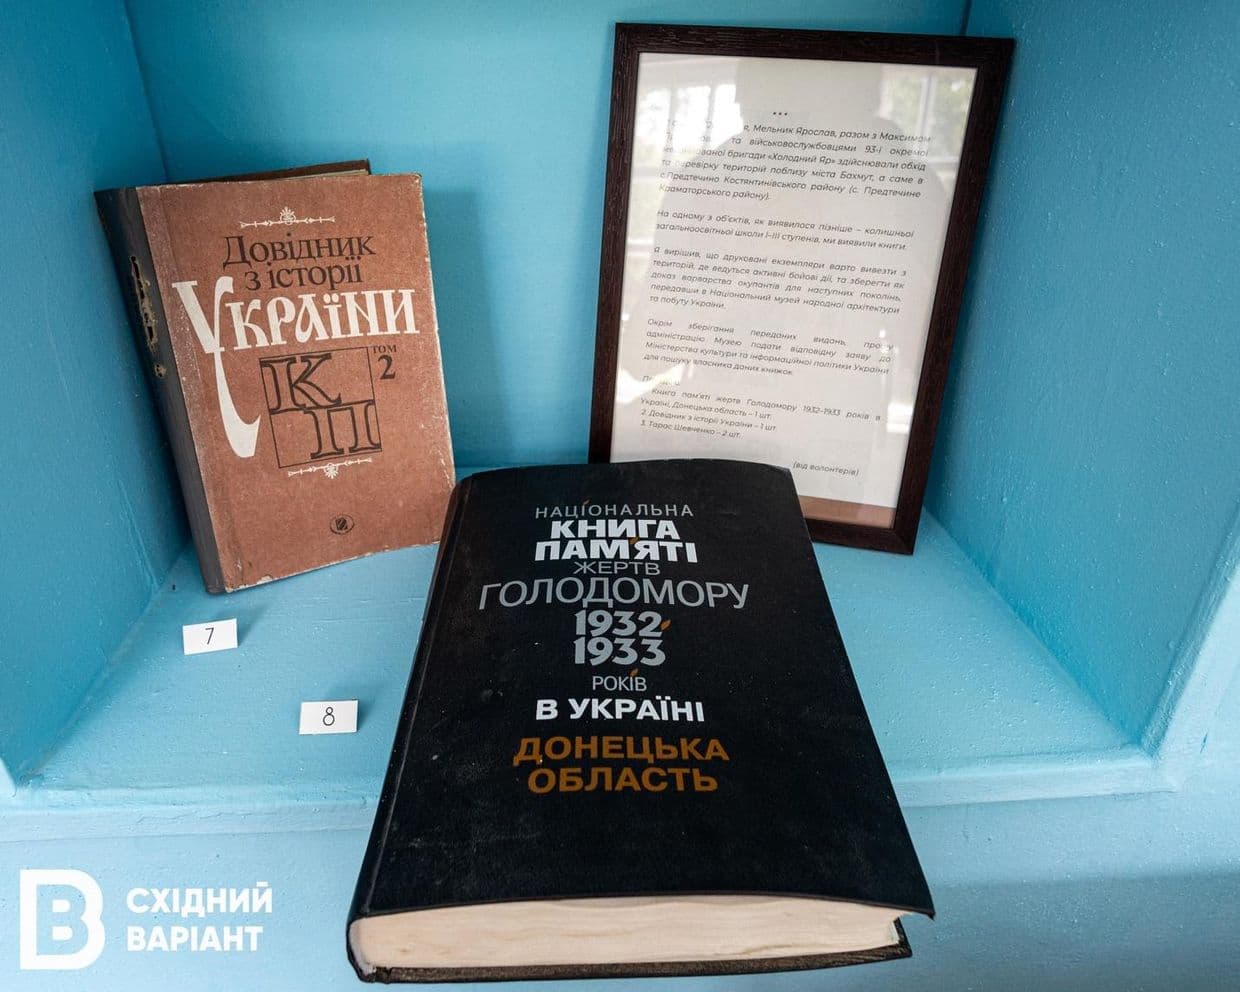 Довідник
з історії
УКРАЇНИ
ТОМ
2
К
П
7
8
* * *
я, Мельник Ярослав, разом з Максимом
та військовослужбовцями 93-ї окремої
бригади «Холодний Яр» здійснювали обхід
та перевірку територій поблизу міста Бахмут, а саме в
с.Предтечино Костянтинівського району (с. Предтечине
Краматорського району).
На одному з об'єктів, як виявилося пізніше – колишньої
загальноосвітньої школи І–ІІІ ступенів, ми виявили книги.
Я вирішив, що друковані екземпляри варто вивезти з
територій, де ведуться активні бойові дії, та зберегти як
доказ варварства окупантів для наступних поколінь,
передавши в Національний музей народної архітектури
та побуту України.
Окрім зберігання переданих видань, прошу
адміністрацію Музею подати відповідну заяву до
Міністерства культури та інформаційної політики України
для пошуку власника даних книжок.
Книга пам'яті жертв Голодомору 1932–1933 років в
Україні, Донецька область – 1 шт.
2. Довідник з історії України – 1 шт.
3. Тарас Шевченко – 2 шт.
(від волонтерів)
НАЦІОНАЛЬНА
КНИГА
ПАМ'ЯТІ
ЖЕРТВ
ГОЛОДОМОРУ
1932
1933
РОКІВ
В УКРАЇНІ
ДОНЕЦЬКА
ОБЛАСТЬ
СХІДНИЙ
ВАРІАНТ